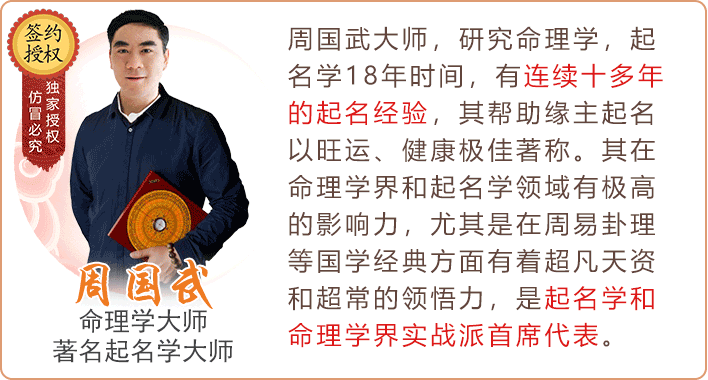 签约
授权
独家授权
仿冒必究
周国武
命理学大师
著名起名学大师
周国武大师，研究命理学，起
名学18年时间，有连续十多年
的起名经验，其帮助缘主起名
以旺运、健康极佳著称。其在
命理学界和起名学领域有极高
的影响力，尤其是在周易卦理
等国学经典方面有着超凡天资
和超常的领悟力，是起名学和
命理学界实战派首席代表。